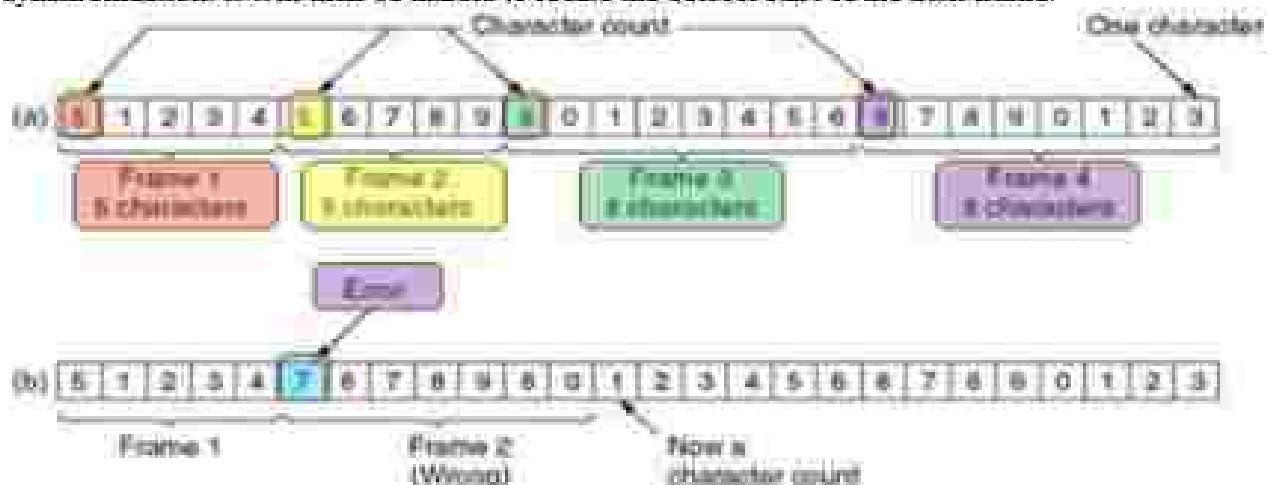 Character count One character
(a) 5 1 2 3 4 5 6 7 8 9 8 0 1 2 3 4 5 6 8 7 8 9 0 1 2 3
Frame 1 Frame 2 Frame 3 Frame 4
5 characters 5 characters 8 characters 8 characters
Error
(b) 5 1 2 3 4 7 6 7 8 9 8 0 1 2 3 4 5 6 8 7 8 9 0 1 2 3
Frame 1 Frame 2 Now a
(Wrong) character count